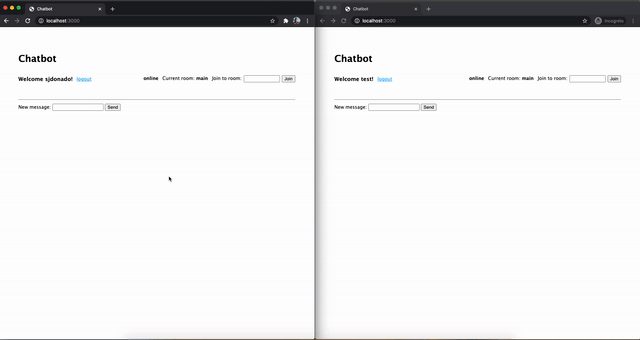 Chatbot
localhost:3000
Chatbot
Welcome sjdonado! logout online Current room: main Join to room: Join
New message: Send
Chatbot
localhost:3000 Incognito
Chatbot
Welcome test! logout online Current room: main Join to room: Join
New message: Send